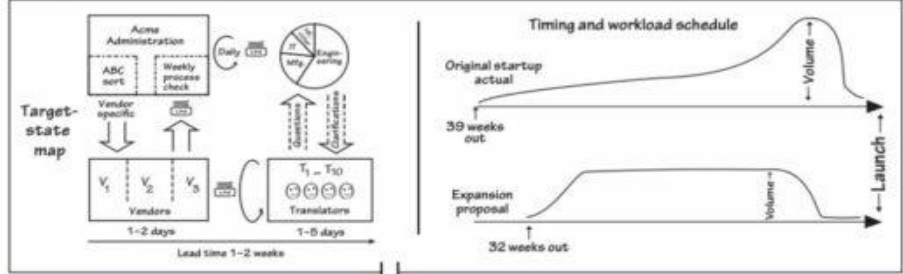 Acme
Administration
ABC
sort
Weekly
process
check
Daily
IT
Mfg.
Engin-
eering
Target-
state
map
Vendor
specific
Questions
Clarifications
V1
V2
V3
Vendors
T1 – T10
Translators
1–2 days
1–5 days
Lead time 1–2 weeks
Timing and workload schedule
Original startup
actual
Volume
39 weeks
out
Launch
Expansion
proposal
Volume
32 weeks out